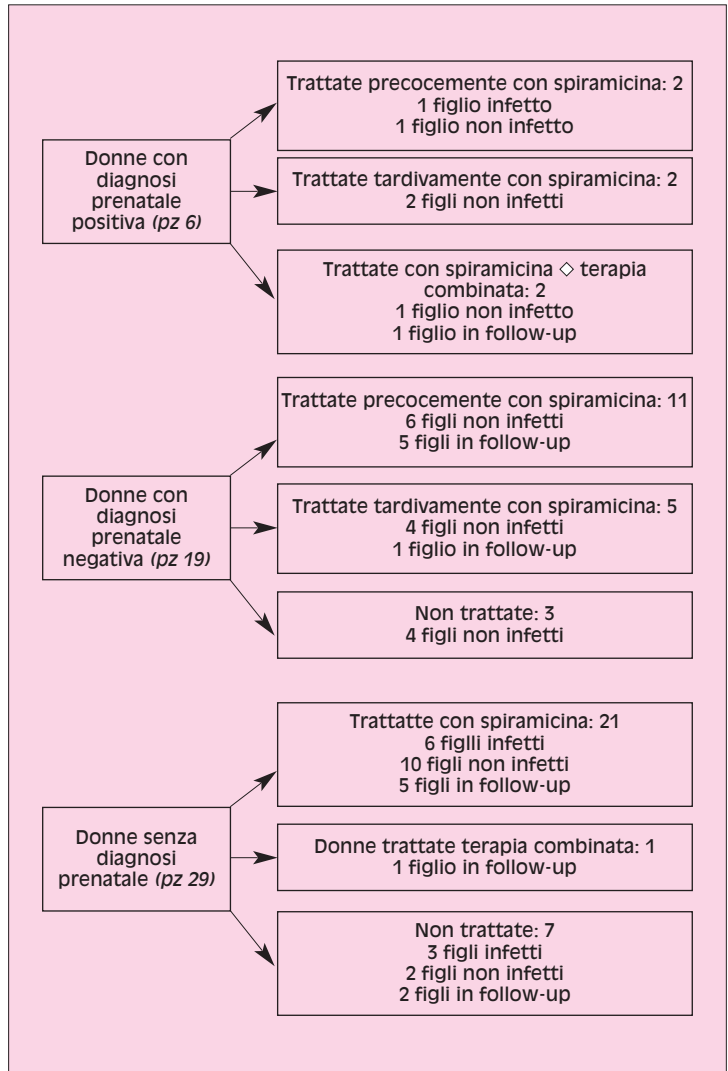 Trattate precocemente con spiramicina: 2
1 figlio infetto
1 figlio non infetto
Donne con
diagnosi
prenatale
positiva (pz 6)
Trattate tardivamente con spiramicina: 2
2 figli non infetti
Trattate con spiramicina ◇ terapia
combinata: 2
1 figlio non infetto
1 figlio in follow-up
Trattate precocemente con spiramicina: 11
6 figli non infetti
5 figli in follow-up
Donne con
diagnosi
prenatale
negativa (pz 19)
Trattate tardivamente con spiramicina: 5
4 figli non infetti
1 figlio in follow-up
Non trattate: 3
4 figli non infetti
Trattatte con spiramicina: 21
6 figlli infetti
10 figli non infetti
5 figli in follow-up
Donne senza
diagnosi
prenatale (pz 29)
Donne trattate terapia combinata: 1
1 figlio in follow-up
Non trattate: 7
3 figli infetti
2 figli non infetti
2 figli in follow-up